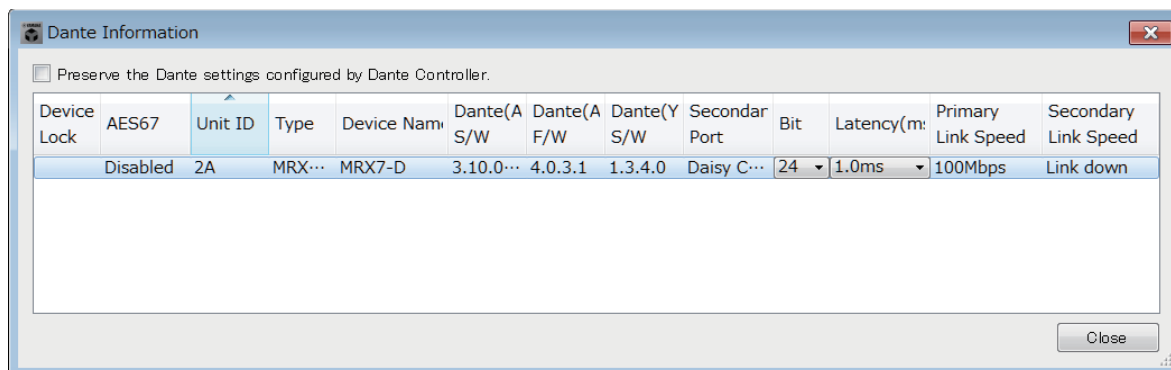 Dante Information
Preserve the Dante settings configured by Dante Controller.
Device Lock AES67 Unit ID Type Device Nam Dante(A S/W Dante(A F/W Dante(Y S/W Secondar Port Bit Latency(m Primary Link Speed Secondary Link Speed
Disabled 2A MRX··· MRX7-D 3.10.0··· 4.0.3.1 1.3.4.0 Daisy C··· 24 1.0ms 100Mbps Link down
Close